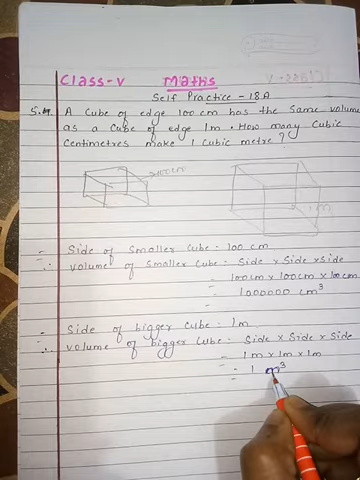 Class-V Maths
Self Practice - 18A
A Cube of edge 100 cm has the same volume
as a cube of edge 1m. How many Cubic
Centimetres make 1 Cubic metre?
100cm
1m
- Side of Smaller Cube = 100 cm
∴ volume of smaller cube = Side × Side × side
= 100cm × 100cm × 100cm
= 1000000 cm³
- Side of bigger Cube = 1m
∴ volume of bigger Cube = Side × Side × Side
= 1m × 1m × 1m
= 1 m³